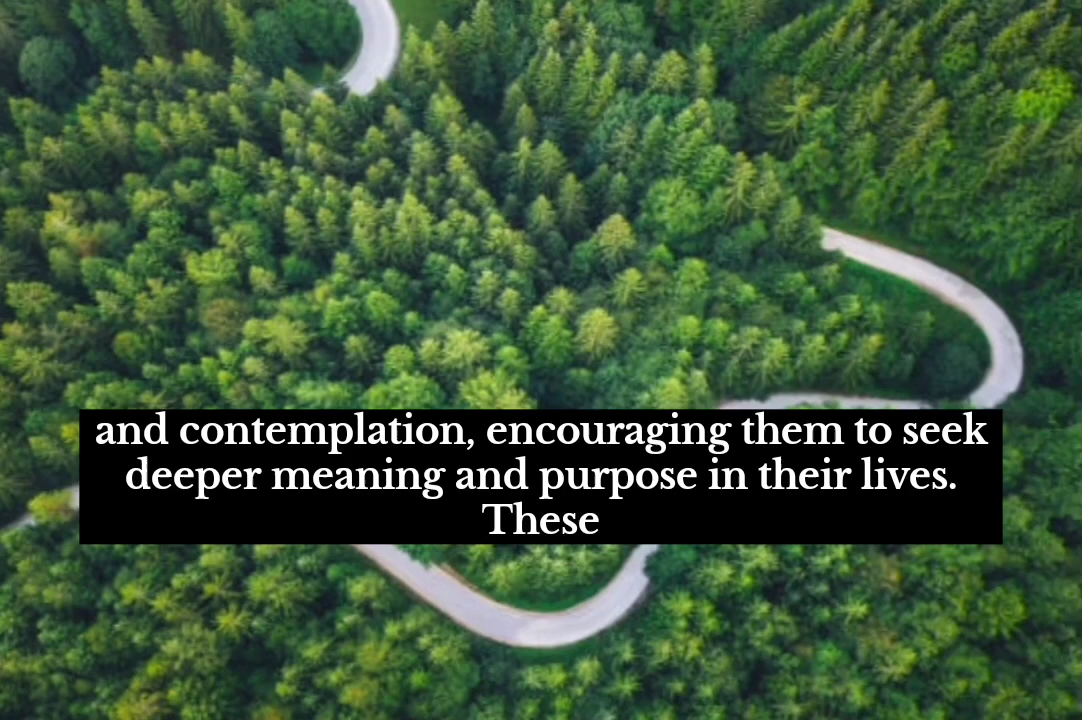 and contemplation, encouraging them to seek
deeper meaning and purpose in their lives.
These